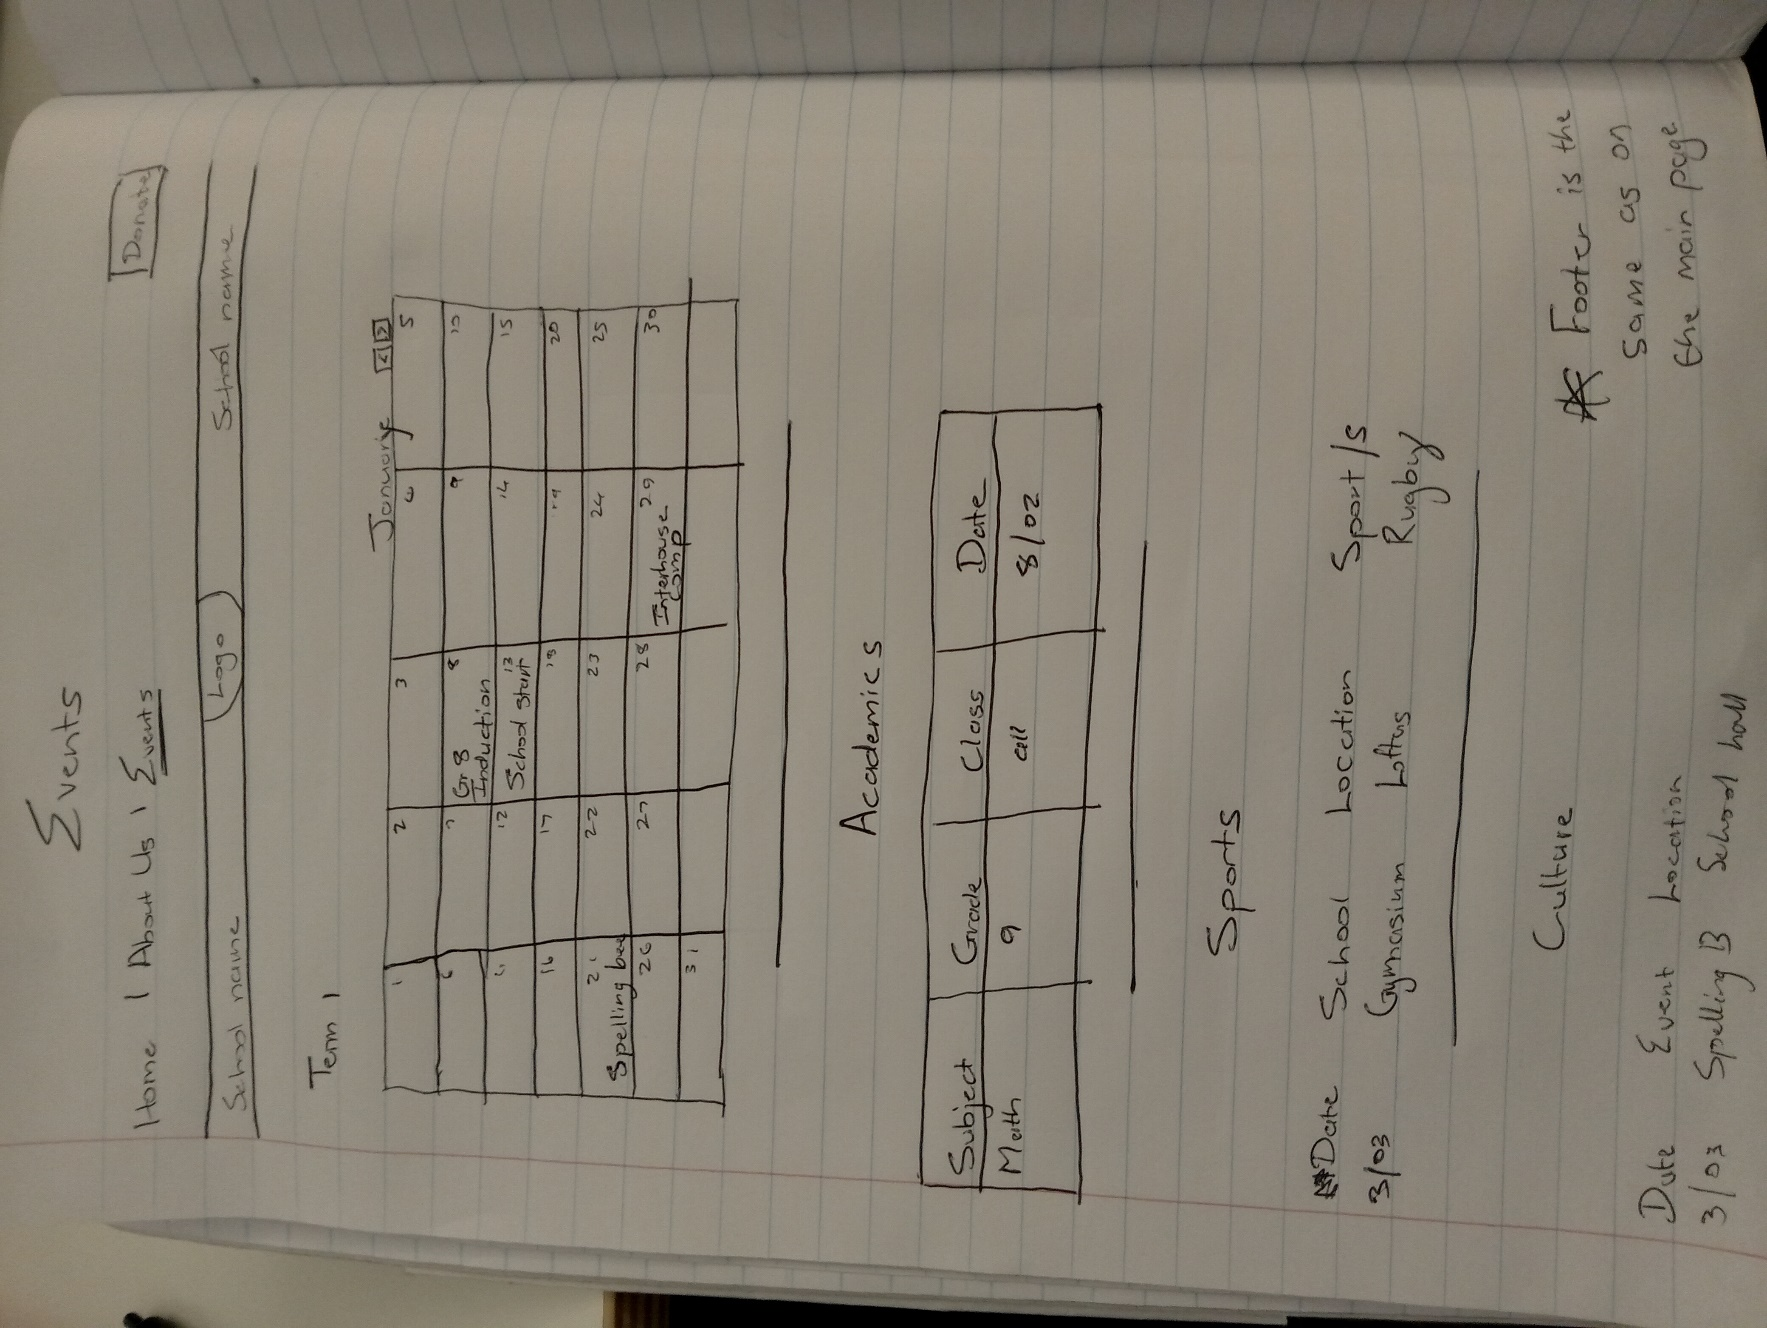 Events
Home | About Us | Events Donate
School name Logo School name
Term 1
January < >
1 2 3 4 5
6 7 8 9 10
Gr 8
Induction
11 12 13 14 15
School start
16 17 18 19 20
21 22 23 24 25
Spelling bee
26 27 28 29 30
Interhouse
comp
31
Academics
Subject Grade Class Date
Math 9 all 8/02
Sports
Date School Location Sport/s
3/03 Gymnasium Loftus Rugby
Culture
Date Event Location
3/03 Spelling B School hall
* Footer is the
same as on
the main page